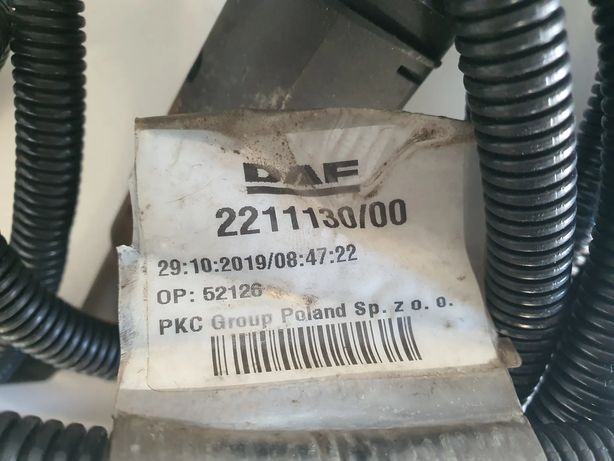 DAF
2211130/00
29:10:2019/08:47:22
OP: 52126
PKC Group Poland Sp. z o. o.